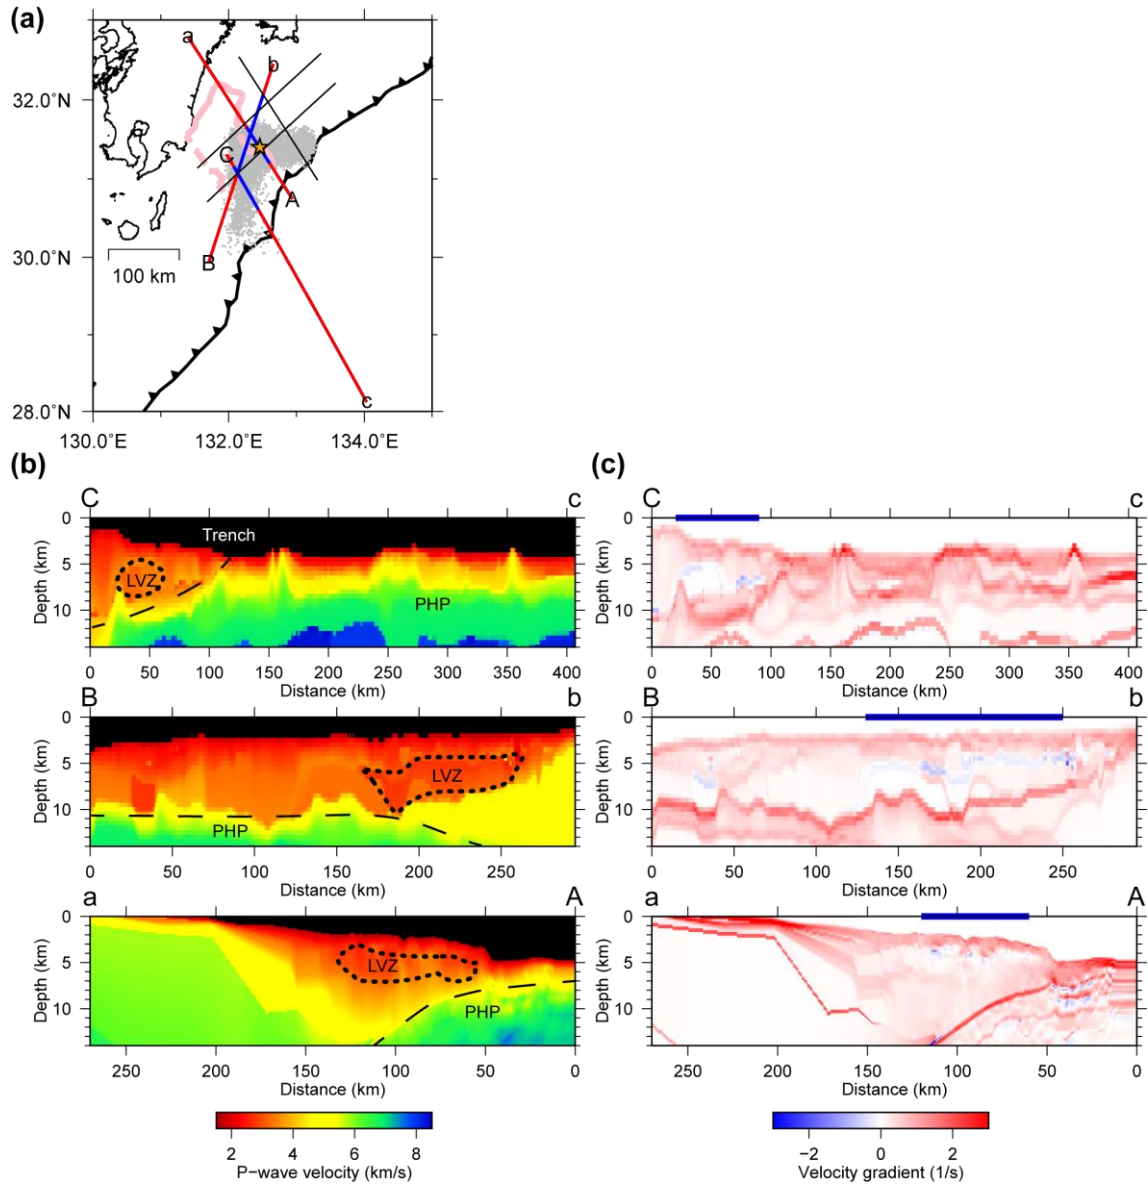 (a)
a
b
32.0°N
C
A
B
30.0°N
100 km
c
28.0°N
130.0°E 132.0°E 134.0°E
(b) (c)
C c C c
0 0
Trench
5 5
LVZ
Depth (km) Depth (km)
10 PHP 10
0 50 100 150 200 250 300 350 400 0 50 100 150 200 250 300 350 400
Distance (km) Distance (km)
B b B b
0 0
5 LVZ 5
Depth (km) Depth (km)
10 10
PHP
0 50 100 150 200 250 0 50 100 150 200 250
Distance (km) Distance (km)
a A a A
0 0
5 LVZ 5
Depth (km) Depth (km)
10 PHP 10
250 200 150 100 50 0 250 200 150 100 50 0
Distance (km) Distance (km)
2 4 6 8 −2 0 2
P−wave velocity (km/s) Velocity gradient (1/s)